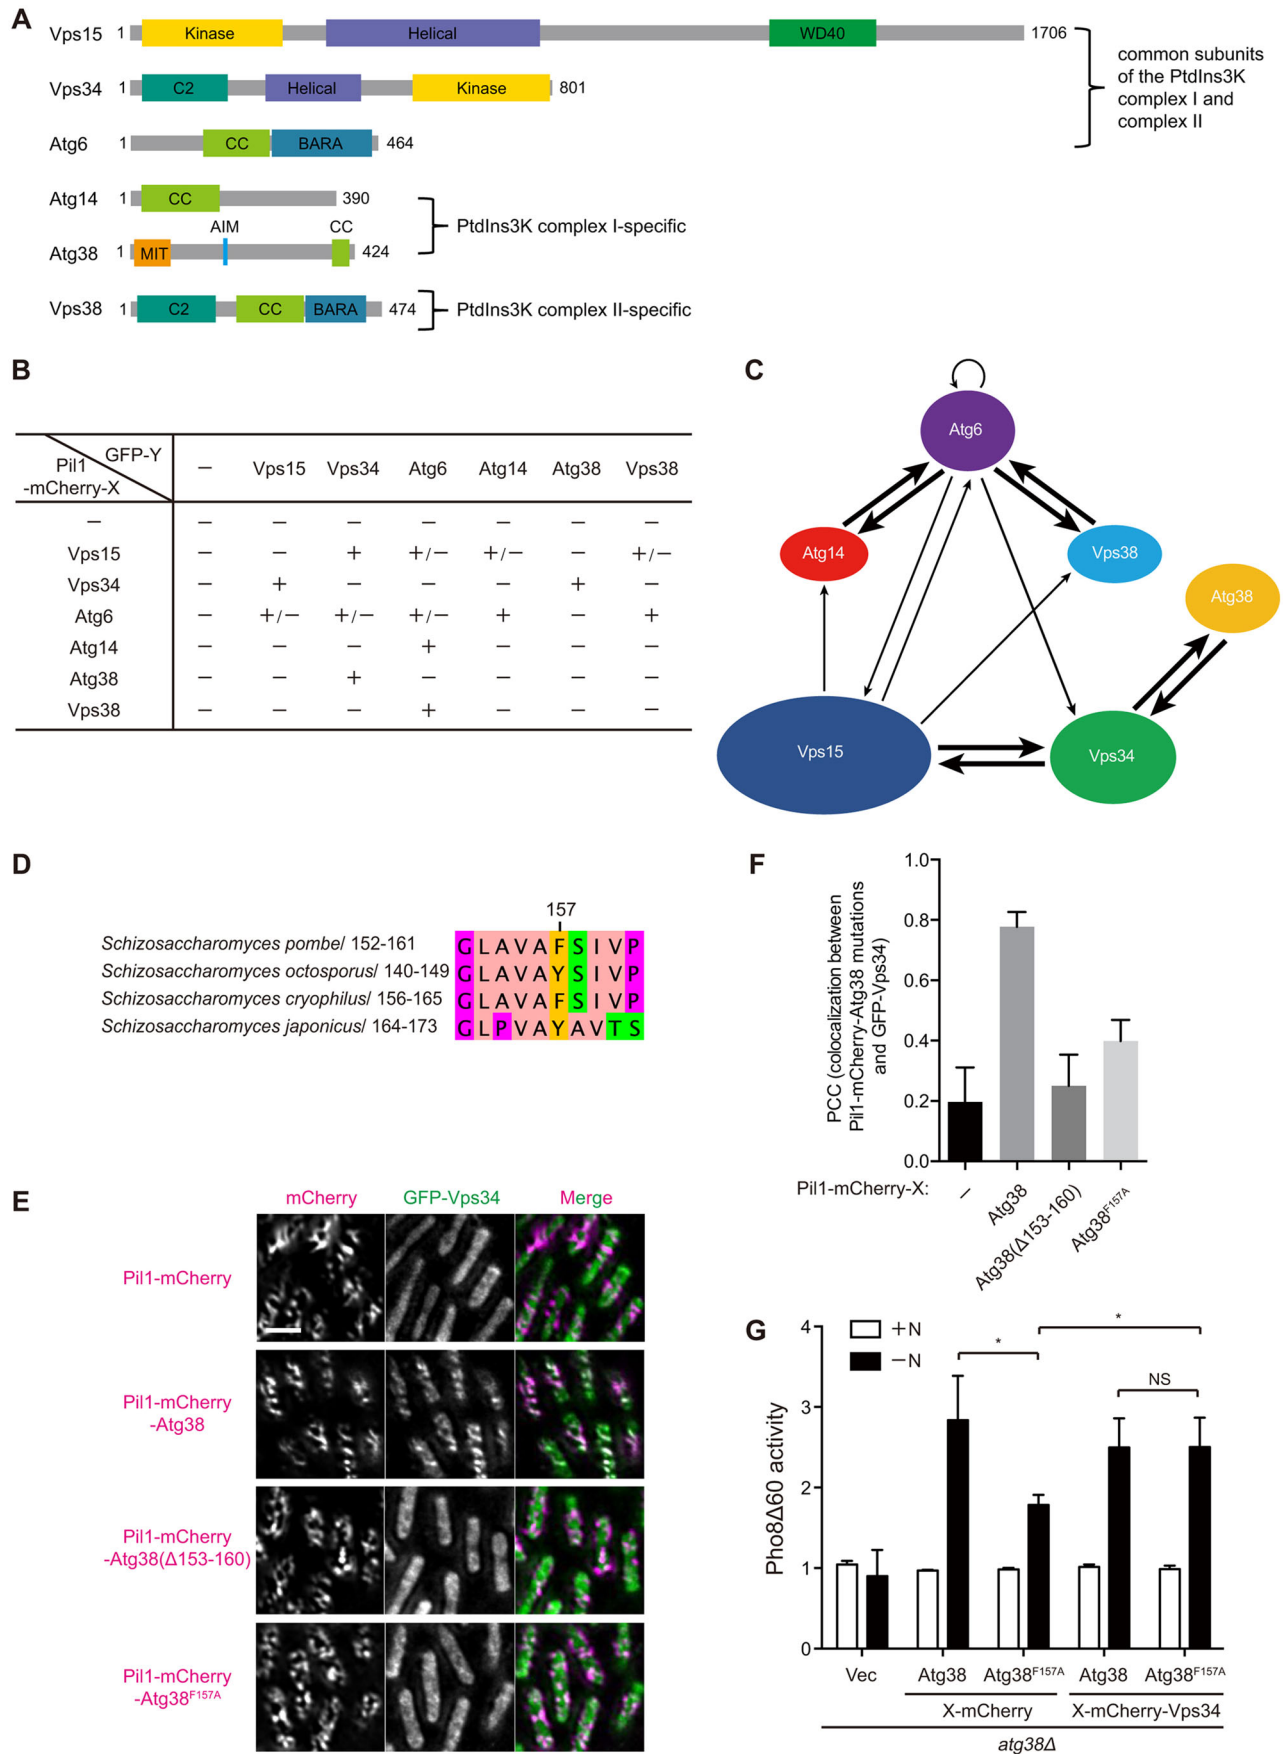 A
Vps15 1 Kinase Helical WD40 1706
Vps34 1 C2 Helical Kinase 801
Atg6 1 CC BARA 464
common subunits
of the PtdIns3K
complex I and
complex II
Atg14 1 CC 390
AIM CC
Atg38 1 MIT 424
PtdIns3K complex I-specific
Vps38 1 C2 CC BARA 474
PtdIns3K complex II-specific
B
GFP-Y
Pil1
-mCherry-X
− Vps15 Vps34 Atg6 Atg14 Atg38 Vps38
− − − − − − − −
Vps15 − − + +/− +/− − +/−
Vps34 − + − − − + −
Atg6 − +/− +/− +/− + − +
Atg14 − − − + − − −
Atg38 − − + − − − −
Vps38 − − − + − − −
C
Atg6
Atg14
Vps38
Atg38
Vps15
Vps34
D
157
Schizosaccharomyces pombe/ 152-161 G L A V A F S I V P
Schizosaccharomyces octosporus/ 140-149 G L A V A Y S I V P
Schizosaccharomyces cryophilus/ 156-165 G L A V A F S I V P
Schizosaccharomyces japonicus/ 164-173 G L P V A Y A V T S
E
mCherry GFP-Vps34 Merge
Pil1-mCherry
Pil1-mCherry
-Atg38
Pil1-mCherry
-Atg38(Δ153-160)
Pil1-mCherry
-Atg38F157A
F
PCC (colocalization between
Pil1-mCherry-Atg38 mutations
and GFP-Vps34)
1.0
0.8
0.6
0.4
0.2
0.0
Pil1-mCherry-X:
−
Atg38
Atg38(Δ153-160)
Atg38F157A
G
Pho8Δ60 activity
4
3
2
1
0
+N
−N
*
*
NS
Vec Atg38 Atg38F157A Atg38 Atg38F157A
X-mCherry X-mCherry-Vps34
atg38Δ